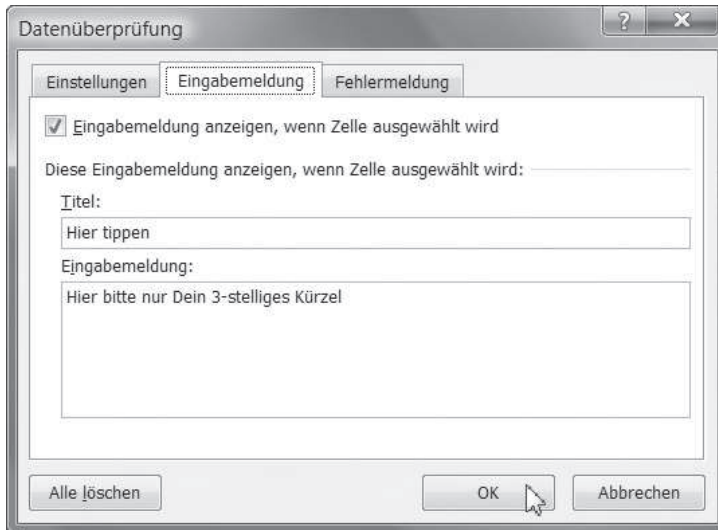 Datenüberprüfung
? X
Einstellungen Eingabemeldung Fehlermeldung
Eingabemeldung anzeigen, wenn Zelle ausgewählt wird
Diese Eingabemeldung anzeigen, wenn Zelle ausgewählt wird:
Titel:
Hier tippen
Eingabemeldung:
Hier bitte nur Dein 3-stelliges Kürzel
Alle löschen OK Abbrechen